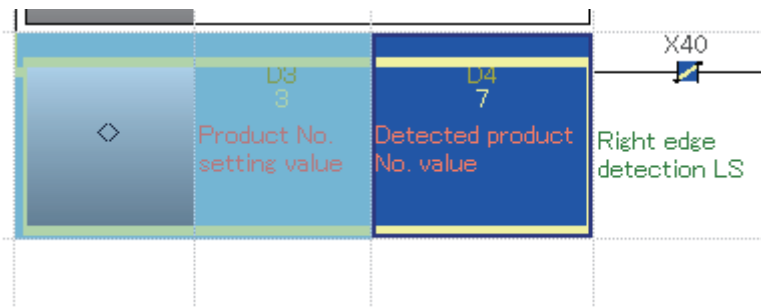 X40
D3
D4
3
7
<>
Product No.
setting value
Detected product
No. value
Right edge
detection LS